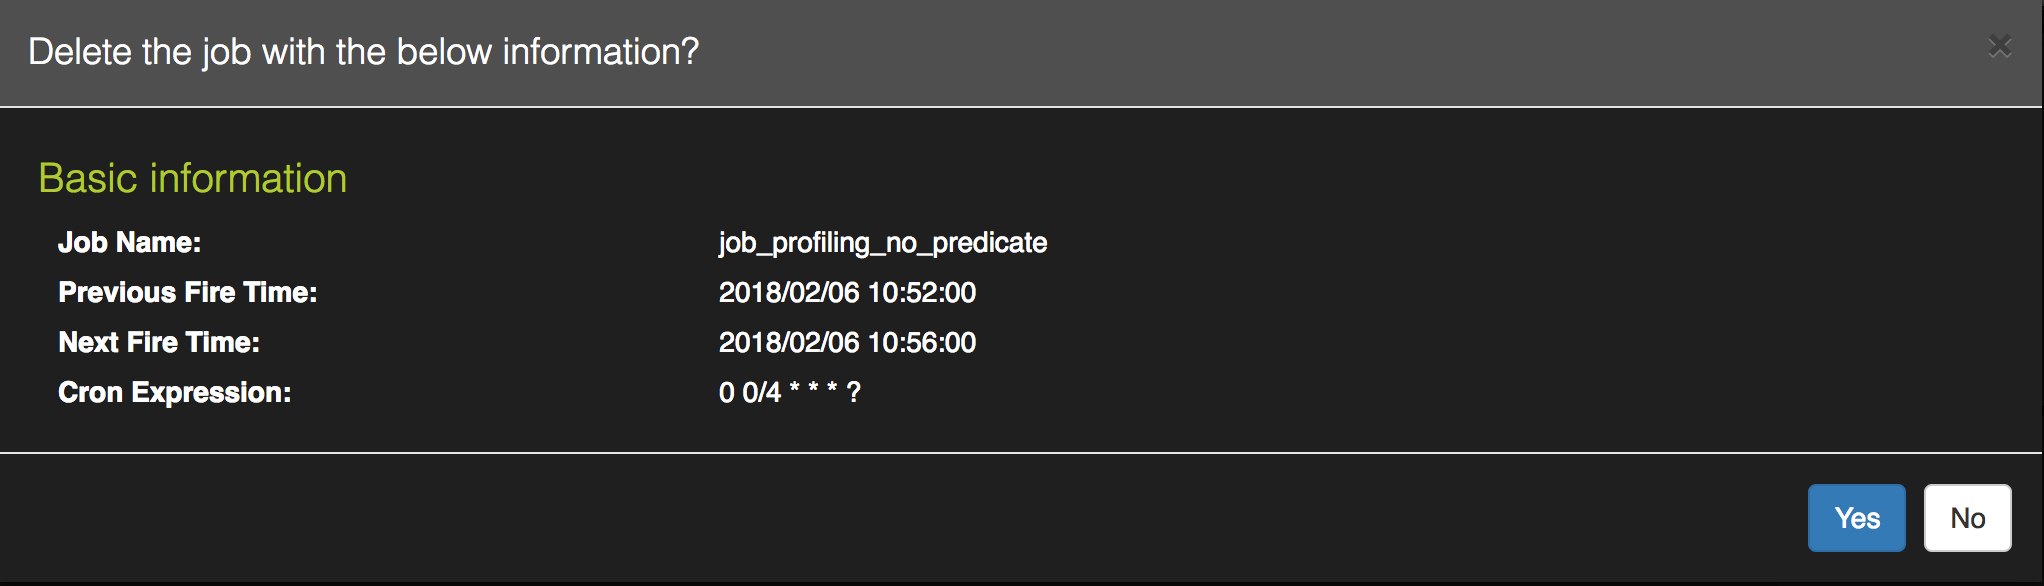 Delete the job with the below information?
Basic information
Job Name: job_profiling_no_predicate
Previous Fire Time: 2018/02/06 10:52:00
Next Fire Time: 2018/02/06 10:56:00
Cron Expression: 0 0/4 * * * ?
Yes No